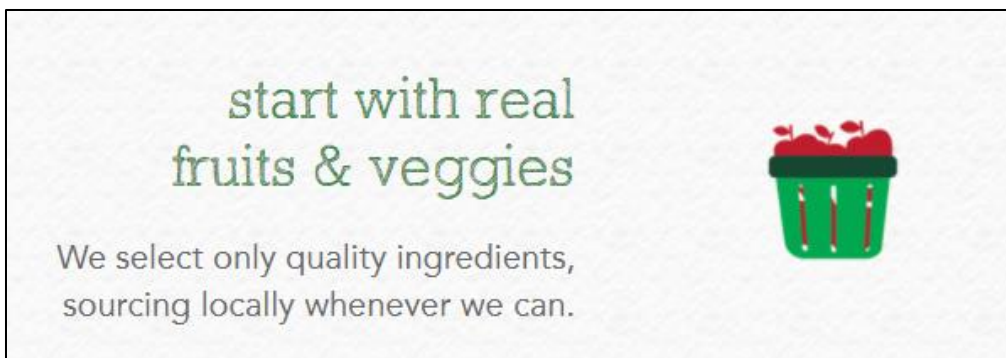 start with real
fruits & veggies
We select only quality ingredients,
sourcing locally whenever we can.